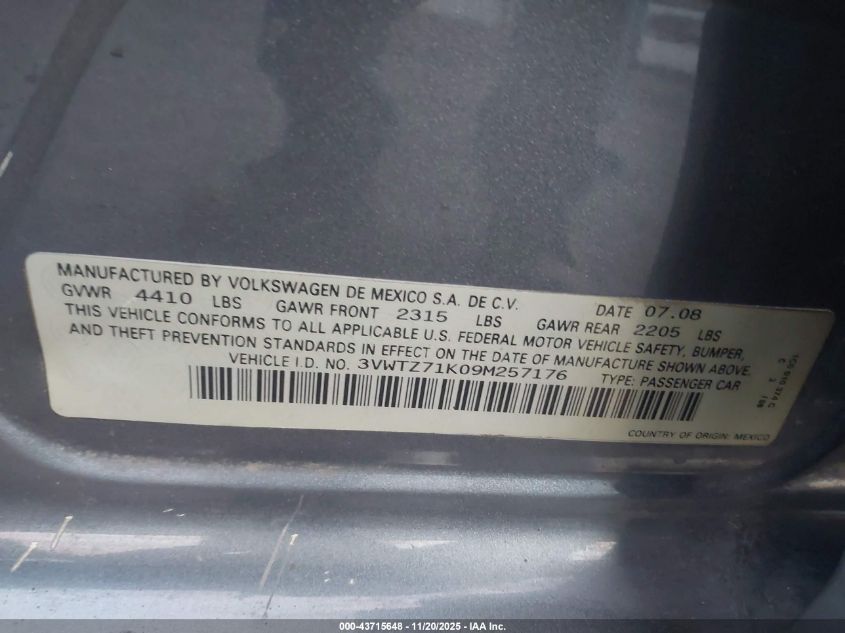 MANUFACTURED BY VOLKSWAGEN DE MEXICO S.A. DE C.V. DATE 07.08
GVWR 4410 LBS GAWR FRONT 2315 LBS GAWR REAR 2205 LBS
THIS VEHICLE CONFORMS TO ALL APPLICABLE U.S. FEDERAL MOTOR VEHICLE SAFETY, BUMPER,
AND THEFT PREVENTION STANDARDS IN EFFECT ON THE DATE OF MANUFACTURE SHOWN ABOVE.
VEHICLE I.D. NO. 3VWTZ71K09M257176 TYPE: PASSENGER CAR
COUNTRY OF ORIGIN: MEXICO
000-43715648 - 11/20/2025 - IAA Inc.